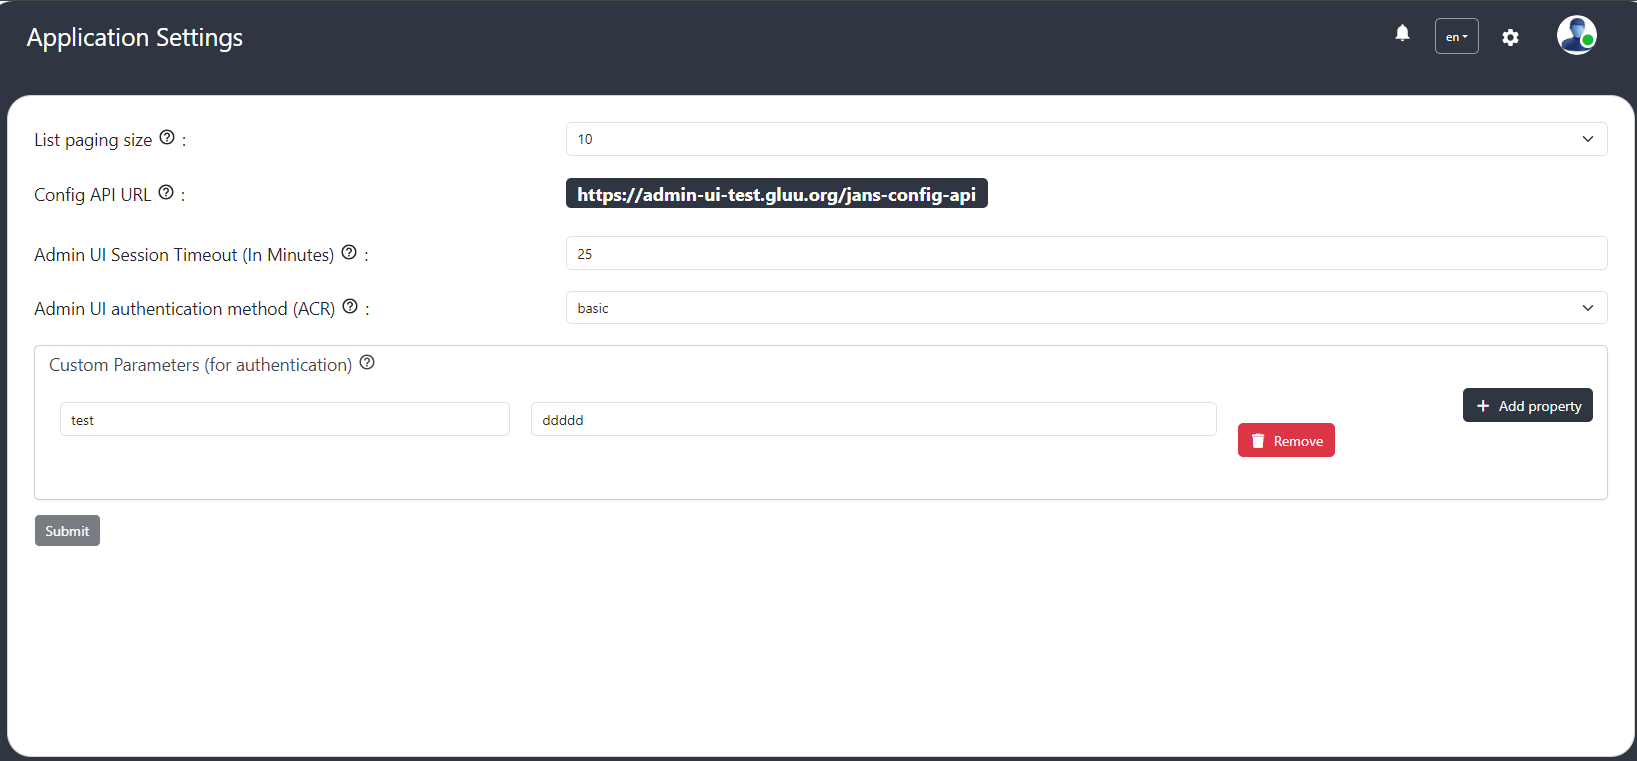 Application Settings
en
List paging size :
10
Config API URL :
https://admin-ui-test.gluu.org/jans-config-api
Admin UI Session Timeout (In Minutes) :
25
Admin UI authentication method (ACR) :
basic
Custom Parameters (for authentication)
test
ddddd
Add property
Remove
Submit